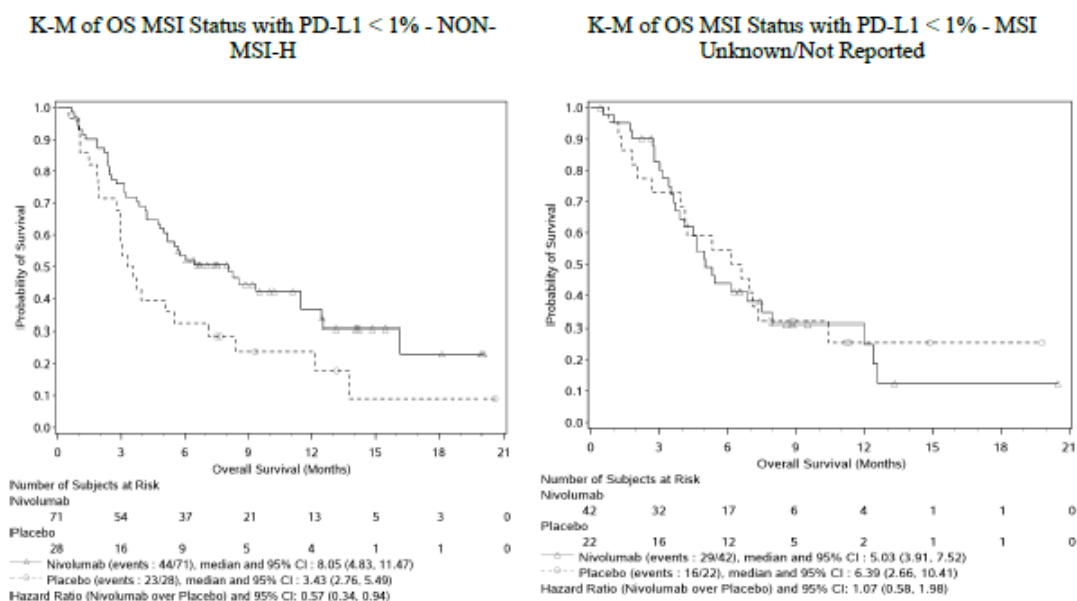 K-M of OS MSI Status with PD-L1 < 1% - NON-
MSI-H
1.0
0.9
0.8
0.7
0.6
0.5
0.4
0.3
0.2
0.1
0.0
Probability of Survival
0 3 6 9 12 15 18 21
Overall Survival (Months)
Number of Subjects at Risk
Nivolumab
71 54 37 21 13 5 3 0
Placebo
28 16 9 5 4 1 1 0
Nivolumab (events : 44/71), median and 95% CI : 8.05 (4.83, 11.47)
Placebo (events : 23/28), median and 95% CI : 3.43 (2.76, 5.49)
Hazard Ratio (Nivolumab over Placebo) and 95% CI: 0.57 (0.34, 0.94)
K-M of OS MSI Status with PD-L1 < 1% - MSI
Unknown/Not Reported
1.0
0.9
0.8
0.7
0.6
0.5
0.4
0.3
0.2
0.1
0.0
Probability of Survival
0 3 6 9 12 15 18 21
Overall Survival (Months)
Number of Subjects at Risk
Nivolumab
42 32 17 6 4 1 1 0
Placebo
22 16 12 5 2 1 1 0
Nivolumab (events : 29/42), median and 95% CI : 5.03 (3.91, 7.52)
Placebo (events : 16/22), median and 95% CI : 6.39 (2.66, 10.41)
Hazard Ratio (Nivolumab over Placebo) and 95% CI: 1.07 (0.58, 1.98)